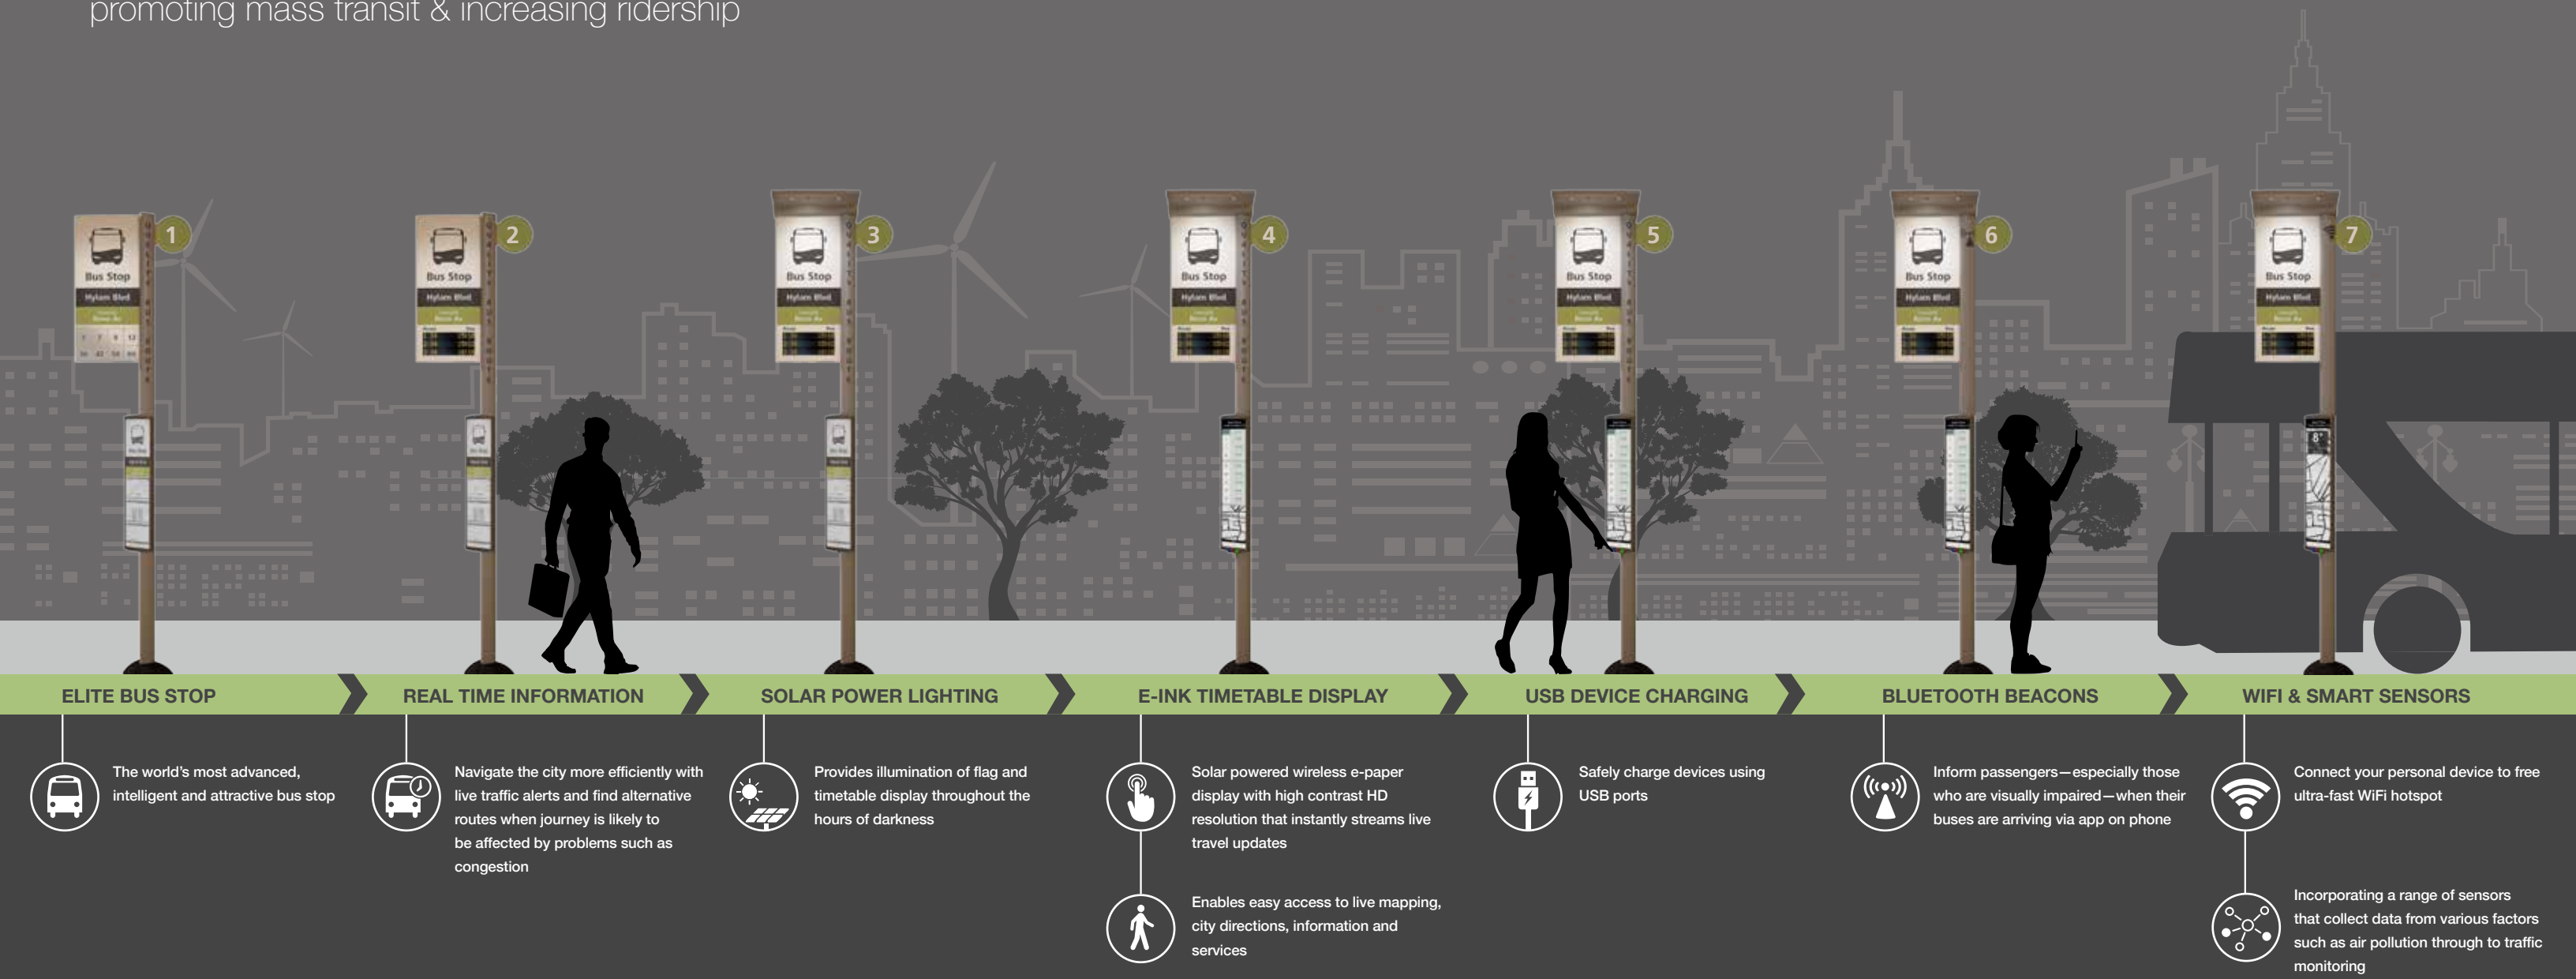 promoting mass transit & increasing ridership
1
2
3
4
5
6
7
Bus Stop
Hylam Blvd
Bus Stop
Hylam Blvd
Bus Stop
Hylam Blvd
Bus Stop
Hylam Blvd
Bus Stop
Hylam Blvd
Bus Stop
Hylam Blvd
Bus Stop
Hylam Blvd
ELITE BUS STOP
The world's most advanced,
intelligent and attractive bus stop
REAL TIME INFORMATION
Navigate the city more efficiently with
live traffic alerts and find alternative
routes when journey is likely to
be affected by problems such as
congestion
SOLAR POWER LIGHTING
Provides illumination of flag and
timetable display throughout the
hours of darkness
E-INK TIMETABLE DISPLAY
Solar powered wireless e-paper
display with high contrast HD
resolution that instantly streams live
travel updates
Enables easy access to live mapping,
city directions, information and
services
USB DEVICE CHARGING
Safely charge devices using
USB ports
BLUETOOTH BEACONS
Inform passengers—especially those
who are visually impaired—when their
buses are arriving via app on phone
WIFI & SMART SENSORS
Connect your personal device to free
ultra-fast WiFi hotspot
Incorporating a range of sensors
that collect data from various factors
such as air pollution through to traffic
monitoring